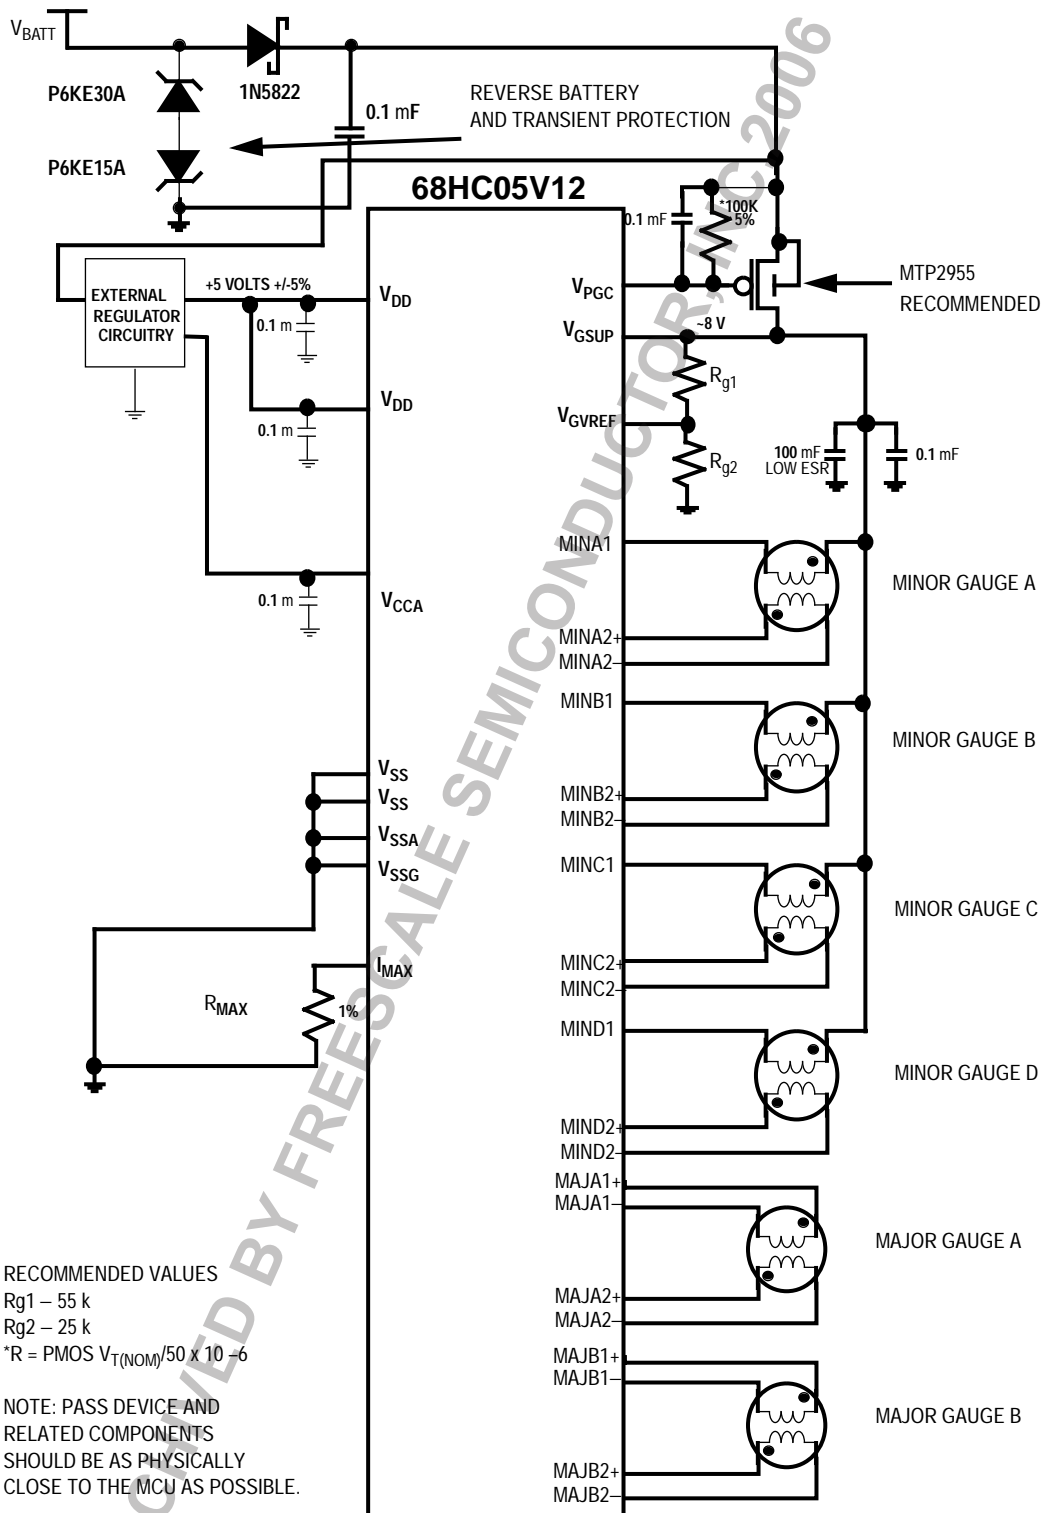 VBATT
P6KE30A
P6KE15A
1N5822
0.1 mF
REVERSE BATTERY
AND TRANSIENT PROTECTION
68HC05V12
0.1 mF
*100K
5%
MTP2955
RECOMMENDED
EXTERNAL
REGULATOR
CIRCUITRY
+5 VOLTS +/-5%
0.1 m
VDD
VPGC
VGSUP
~8 V
Rg1
0.1 m
VDD
VGVREF
Rg2
100 mF
LOW ESR
0.1 mF
MINA1
MINOR GAUGE A
0.1 m
VCCA
MINA2+
MINA2–
MINB1
MINOR GAUGE B
MINB2+
MINB2–
VSS
VSS
VSSA
VSSG
MINC1
MINOR GAUGE C
MINC2+
MINC2–
IMAX
RMAX
1%
MIND1
MINOR GAUGE D
MIND2+
MIND2–
MAJA1+
MAJA1–
MAJOR GAUGE A
MAJA2+
MAJA2–
MAJB1+
MAJB1–
MAJOR GAUGE B
MAJB2+
MAJB2–
RECOMMENDED VALUES
Rg1 – 55 k
Rg2 – 25 k
*R = PMOS VT(NOM)/50 x 10 –6
NOTE: PASS DEVICE AND
RELATED COMPONENTS
SHOULD BE AS PHYSICALLY
CLOSE TO THE MCU AS POSSIBLE.
CHIVED BY FREESCALE SEMICONDUCTOR, INC. 2006